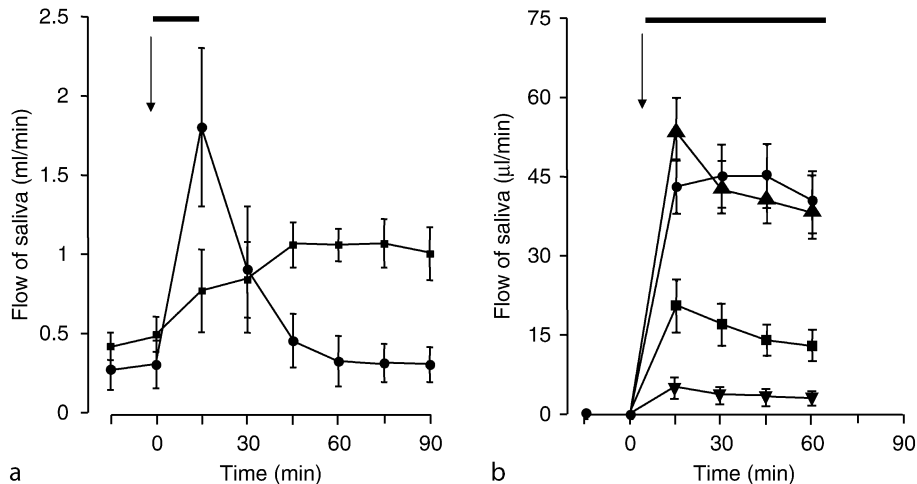 2.5
2
1.5
1
0.5
0
Flow of saliva (ml/min)
0 30 60 90
Time (min)
a
75
60
45
30
15
0
Flow of saliva (µl/min)
0 30 60 90
Time (min)
b